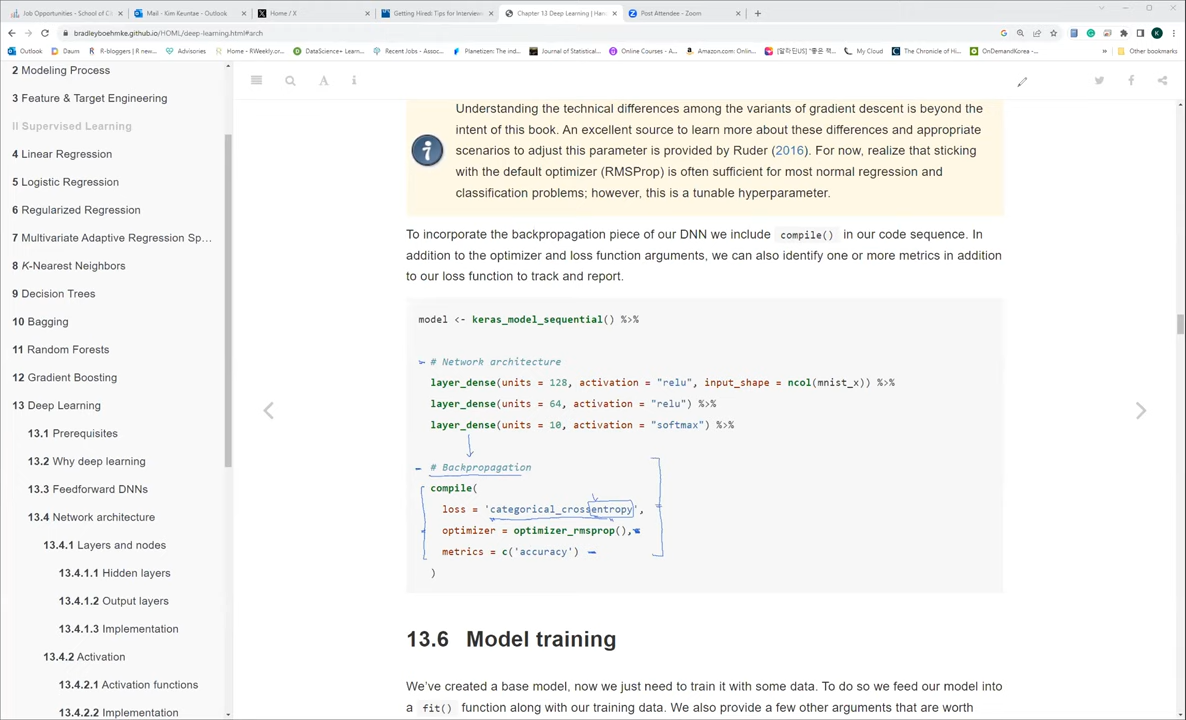 Job Opportunities - School of C
Mail - Kim Keuntae - Outlook
Home / X
Getting Hired: Tips for Interview
Chapter 13 Deep Learning | Han
Post Attendee - Zoom
bradleyboehmke.github.io/HOML/deep-learning.html#arch
Outlook
Daum
R-bloggers | R new...
Advisories
Home - RWeekly.or...
DataScience+ Learn...
Recent Jobs - Assoc...
Planetizen: The ind...
Journal of Statistical...
Online Courses - A...
Amazon.com: Onlin...
[알라딘US]"좋은 책...
My Cloud
The Chronicle of Hi...
OnDemandKorea -
Other bookmarks
2 Modeling Process
3 Feature & Target Engineering
II Supervised Learning
4 Linear Regression
5 Logistic Regression
6 Regularized Regression
7 Multivariate Adaptive Regression Sp...
8 K-Nearest Neighbors
9 Decision Trees
10 Bagging
11 Random Forests
12 Gradient Boosting
13 Deep Learning
13.1 Prerequisites
13.2 Why deep learning
13.3 Feedforward DNNs
13.4 Network architecture
13.4.1 Layers and nodes
13.4.1.1 Hidden layers
13.4.1.2 Output layers
13.4.1.3 Implementation
13.4.2 Activation
13.4.2.1 Activation functions
13.4.2.2 Implementation
Understanding the technical differences among the variants of gradient descent is beyond the
intent of this book. An excellent source to learn more about these differences and appropriate
scenarios to adjust this parameter is provided by Ruder (2016). For now, realize that sticking
with the default optimizer (RMSProp) is often sufficient for most normal regression and
classification problems; however, this is a tunable hyperparameter.
To incorporate the backpropagation piece of our DNN we include compile() in our code sequence. In
addition to the optimizer and loss function arguments, we can also identify one or more metrics in addition
to our loss function to track and report.
model <- keras_model_sequential() %>%
# Network architecture
layer_dense(units = 128, activation = "relu", input_shape = ncol(mnist_x)) %>%
layer_dense(units = 64, activation = "relu") %>%
layer_dense(units = 10, activation = "softmax") %>%
# Backpropagation
compile(
loss = 'categorical_crossentropy',
optimizer = optimizer_rmsprop(),
metrics = c('accuracy')
)
13.6 Model training
We've created a base model, now we just need to train it with some data. To do so we feed our model into
a fit() function along with our training data. We also provide a few other arguments that are worth